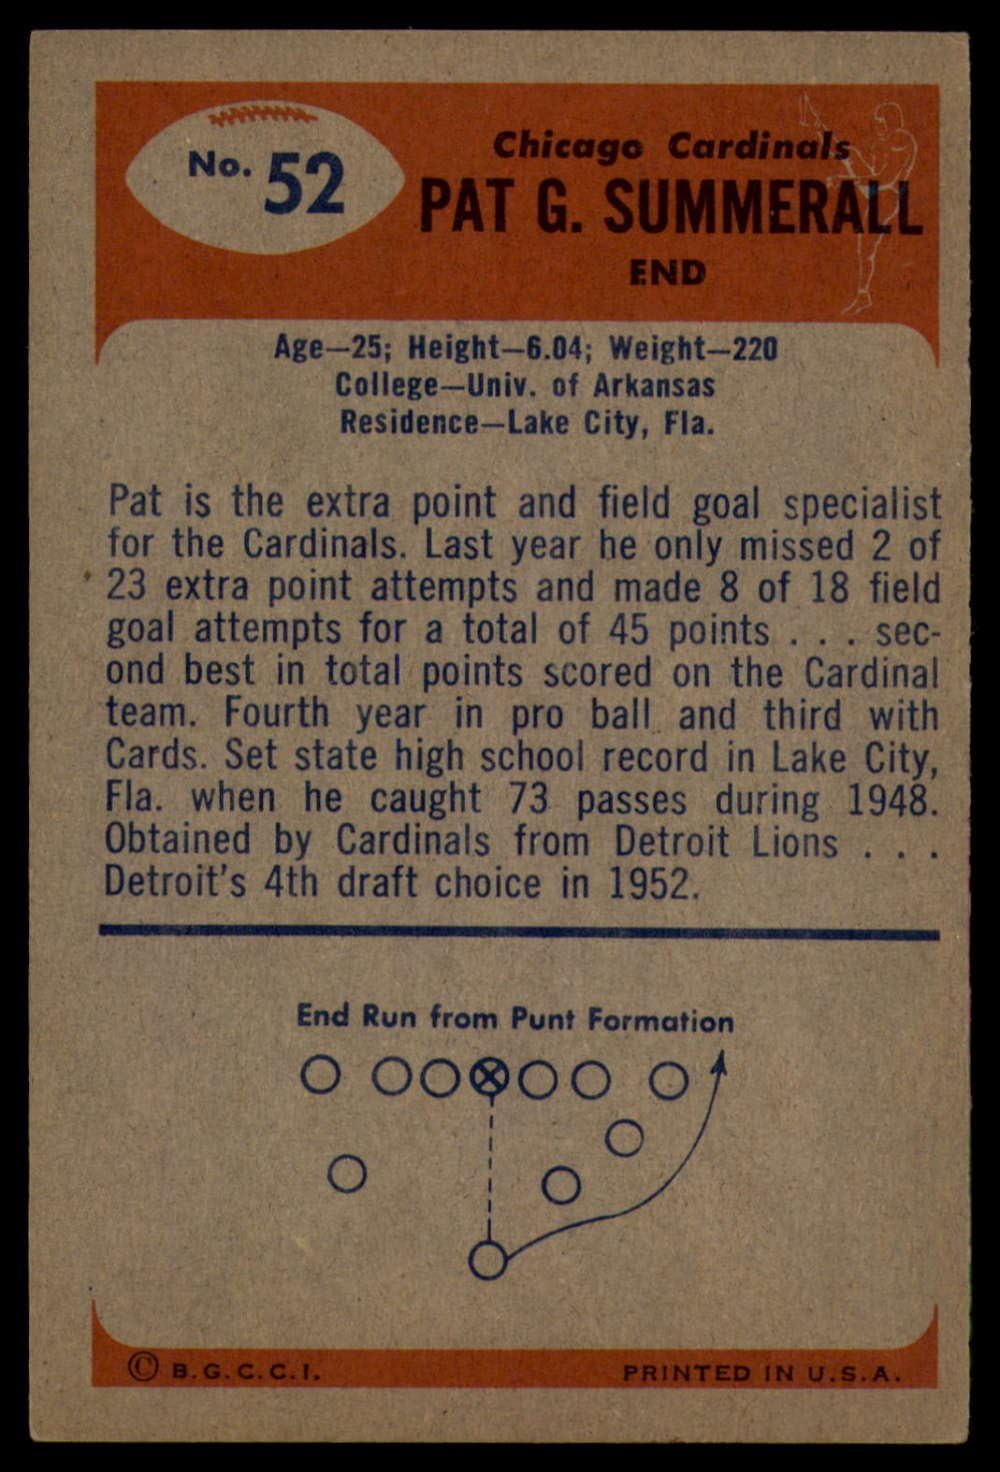 No. 52
Chicago Cardinals
PAT G. SUMMERALL
END
Age—25; Height—6.04; Weight—220
College—Univ. of Arkansas
Residence—Lake City, Fla.
Pat is the extra point and field goal specialist
for the Cardinals. Last year he only missed 2 of
23 extra point attempts and made 8 of 18 field
goal attempts for a total of 45 points . . . sec-
ond best in total points scored on the Cardinal
team. Fourth year in pro ball and third with
Cards. Set state high school record in Lake City,
Fla. when he caught 73 passes during 1948.
Obtained by Cardinals from Detroit Lions . . .
Detroit's 4th draft choice in 1952.
End Run from Punt Formation
© B.G.C.C.I.
PRINTED IN U.S.A.